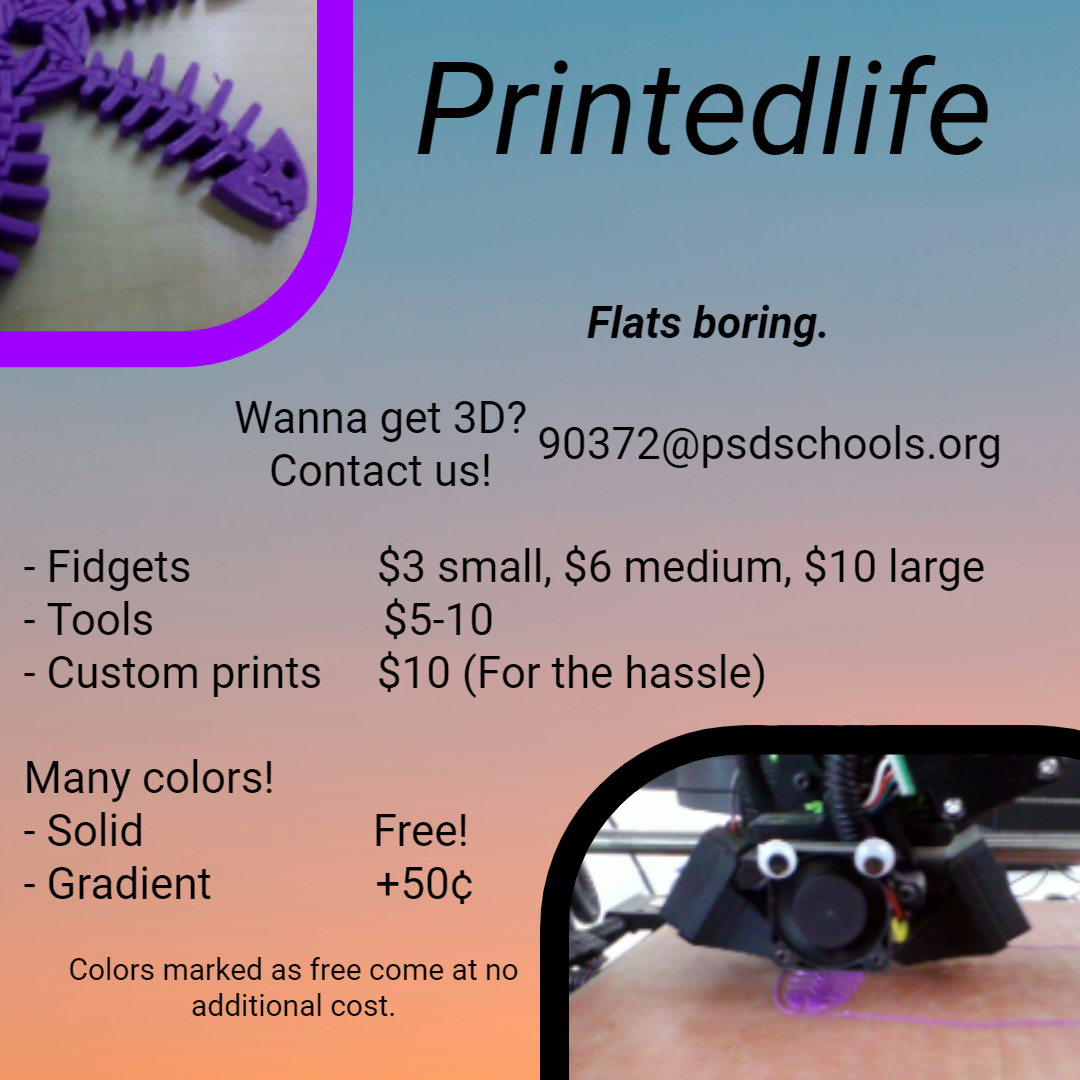 Printedlife
Flats boring.
Wanna get 3D?
Contact us!
90372@psdschools.org
- Fidgets $3 small, $6 medium, $10 large
- Tools $5-10
- Custom prints $10 (For the hassle)
Many colors!
- Solid Free!
- Gradient +50¢
Colors marked as free come at no
additional cost.